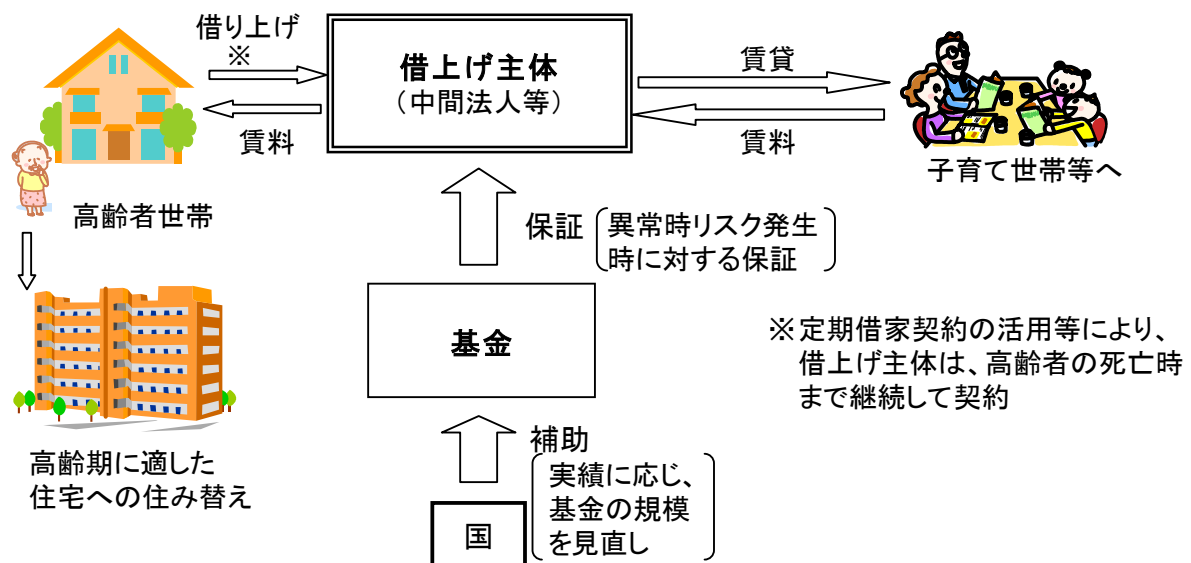 借り上げ
※
借上げ主体
（中間法人等）
賃貸
賃料
賃料
子育て世帯等へ
高齢者世帯
保証
異常時リスク発生
時に対する保証
基金
※定期借家契約の活用等により、
借上げ主体は、高齢者の死亡時
まで継続して契約
高齢期に適した
住宅への住み替え
補助
実績に応じ、
基金の規模
を見直し
国